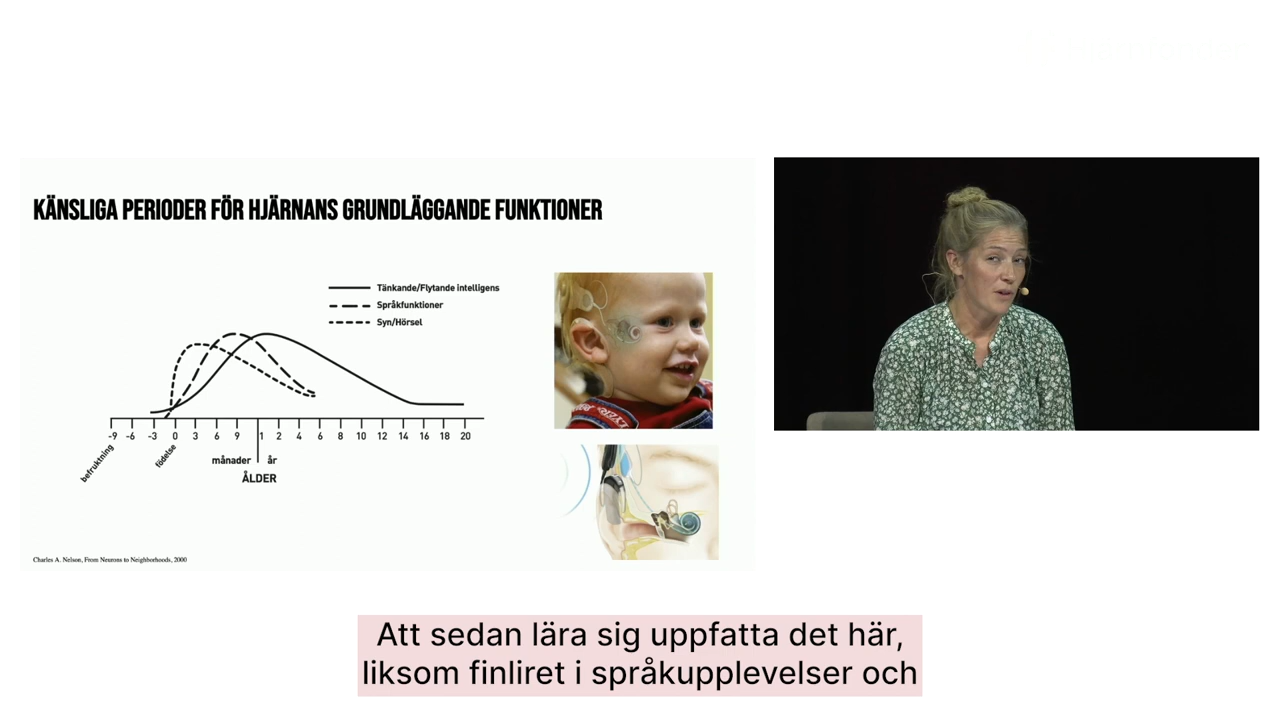 KÄNSLIGA PERIODER FÖR HJÄRNANS GRUNDLÄGGANDE FUNKTIONER
Tänkande/Flytande intelligens
Språkfunktioner
Syn/Hörsel
-9 -6 -3 0 3 6 9 1 2 4 6 8 10 12 14 16 18 20
befruktning
födelse
månader år
ÅLDER
Charles A. Nelson, From Neurons to Neighborhoods, 2000
Att sedan lära sig uppfatta det här,
liksom finliret i språkupplevelser och